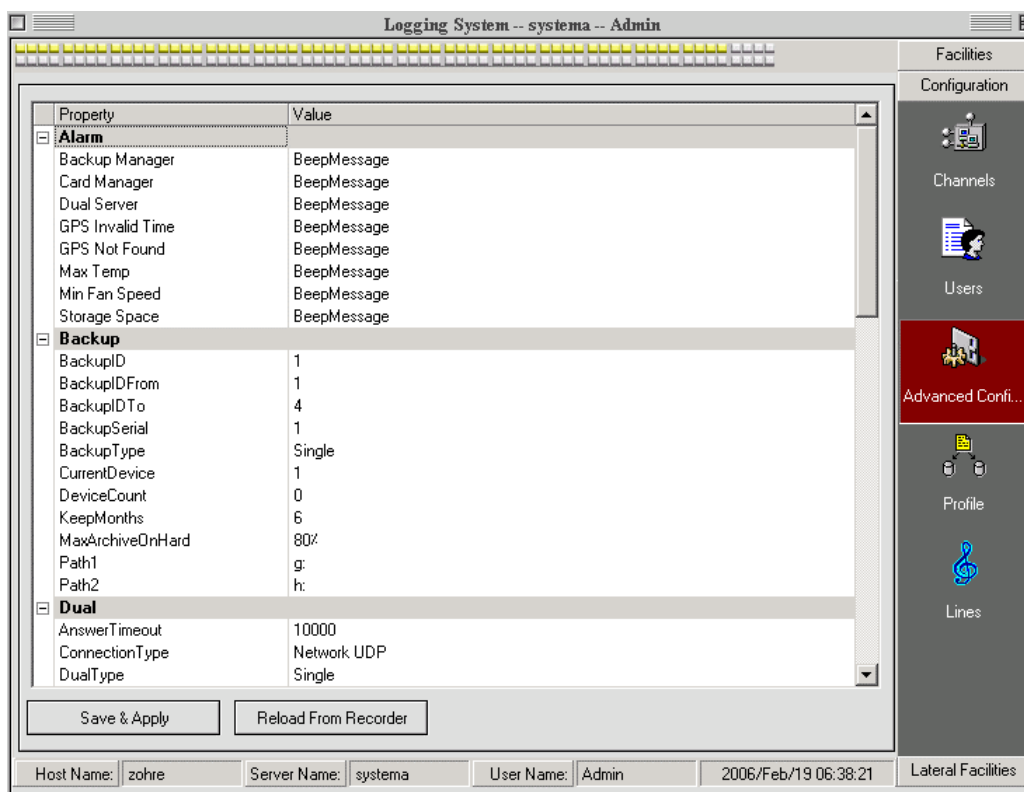 Logging System -- systema -- Admin
Facilities
Configuration
Channels
Users
Advanced Confi...
Profile
Lines
Lateral Facilities
Property Value
Alarm
Backup Manager BeepMessage
Card Manager BeepMessage
Dual Server BeepMessage
GPS Invalid Time BeepMessage
GPS Not Found BeepMessage
Max Temp BeepMessage
Min Fan Speed BeepMessage
Storage Space BeepMessage
Backup
BackupID 1
BackupIDFrom 1
BackupIDTo 4
BackupSerial 1
BackupType Single
CurrentDevice 1
DeviceCount 0
KeepMonths 6
MaxArchiveOnHard 80%
Path1 g:
Path2 h:
Dual
AnswerTimeout 10000
ConnectionType Network UDP
DualType Single
Save & Apply Reload From Recorder
Host Name: zohre Server Name: systema User Name: Admin 2006/Feb/19 06:38:21